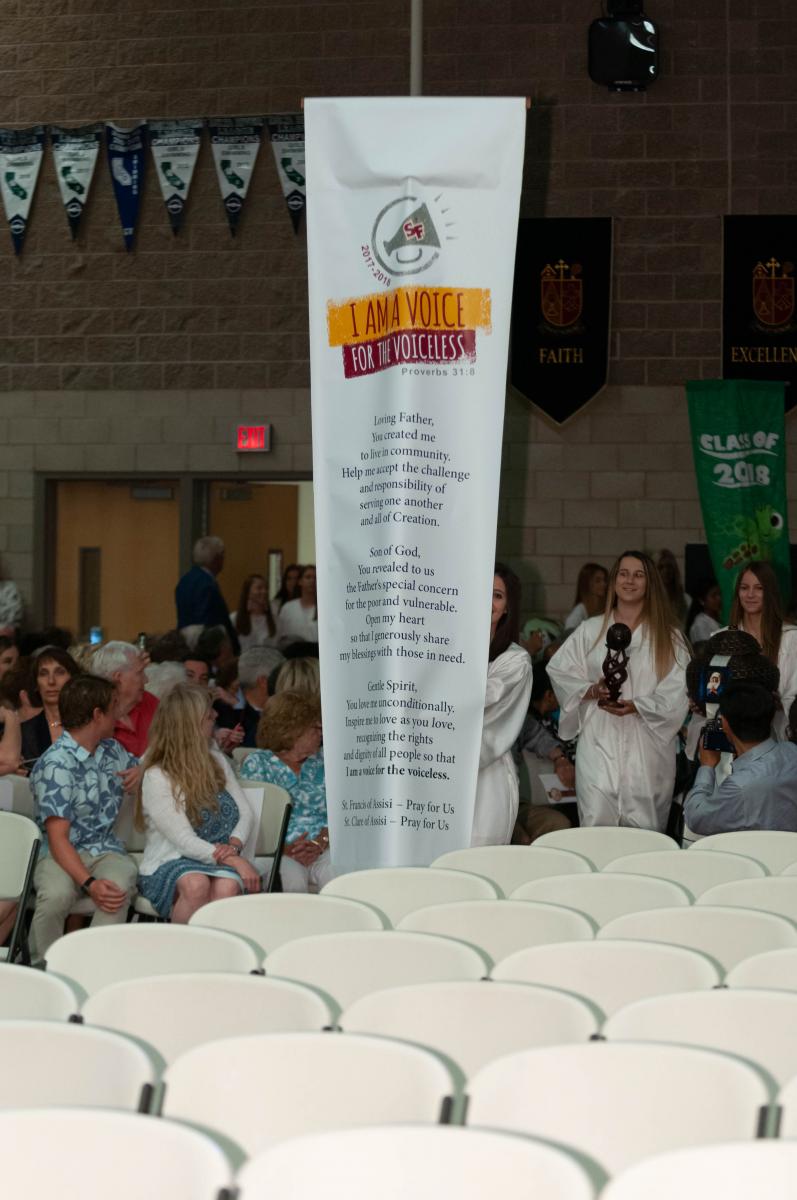 CHAMPIONS
CHAMPIONS
SF
2017-2018
I AM A VOICE
FOR THE VOICELESS
Proverbs 31:8
Loving Father,
You created me
to live in community.
Help me accept the challenge
and responsibility of
serving one another
and all of Creation.
Son of God,
You revealed to us
the Father's special concern
for the poor and vulnerable.
Open my heart
so that I generously share
my blessings with those in need.
Gentle Spirit,
You love me unconditionally.
Inspire me to love as you love,
recognizing the rights
and dignity of all people so that
I am a voice for the voiceless.
St. Francis of Assisi – Pray for Us
St. Clare of Assisi – Pray for Us
EXIT
FAITH
EXCELLEN
CLASS OF
2018